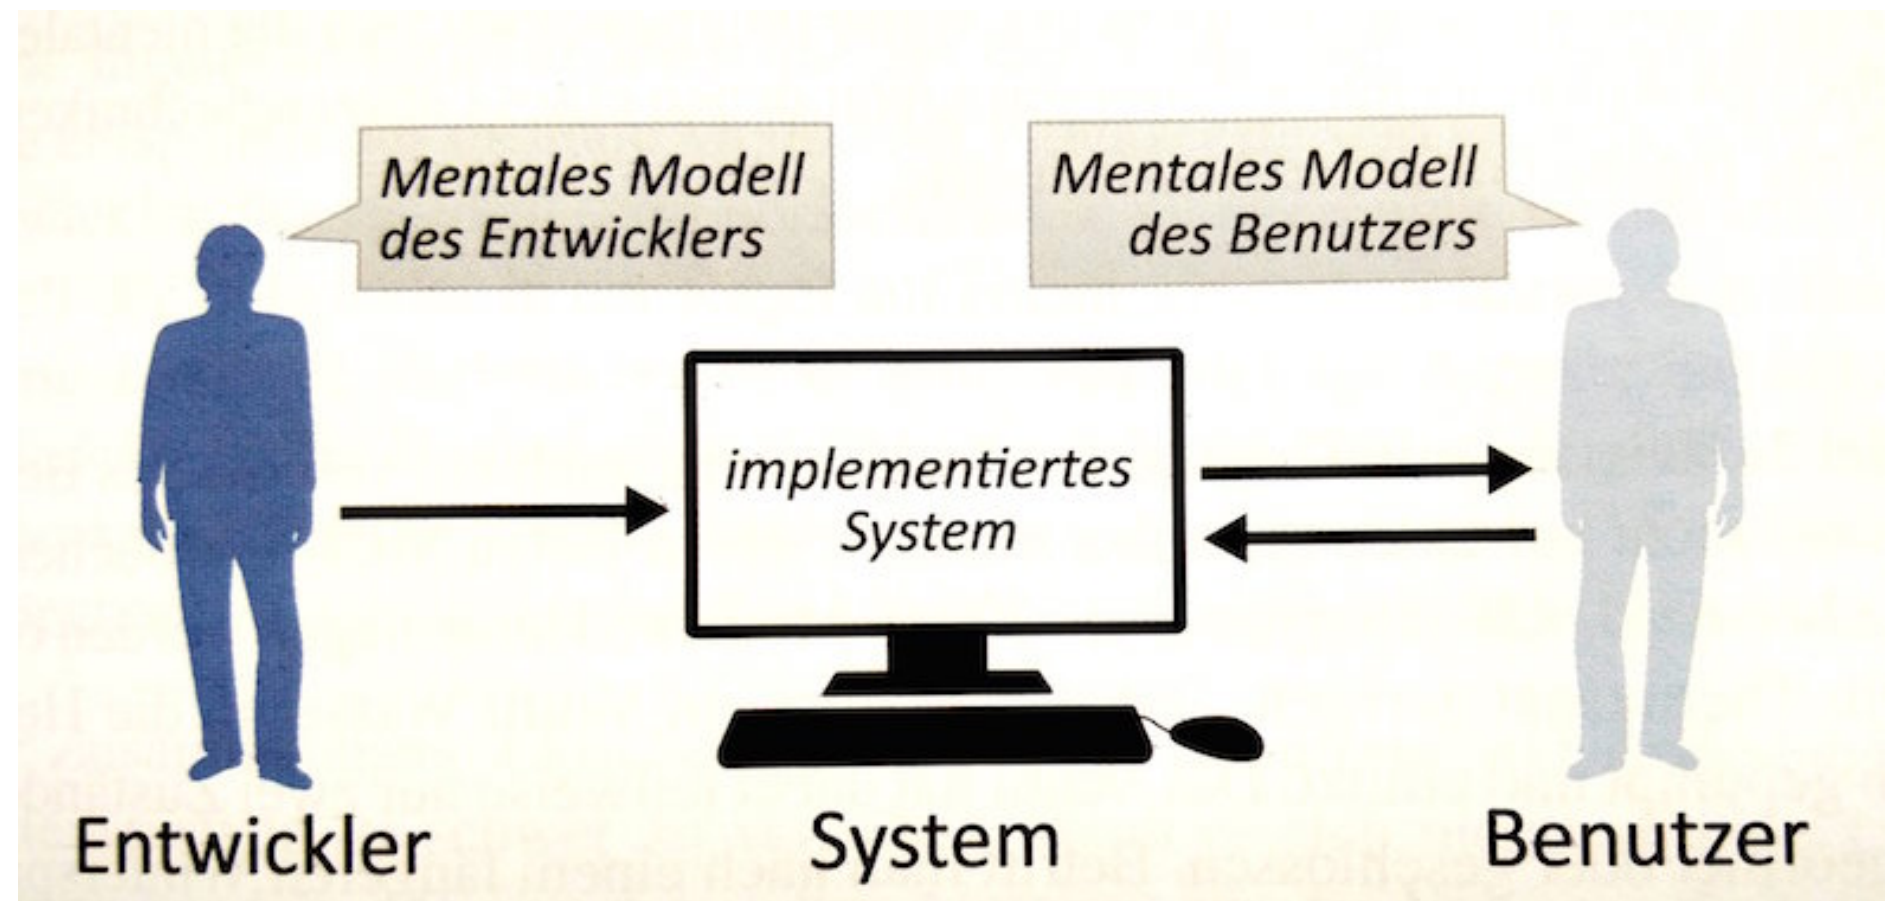 Mentales Modell
des Entwicklers
Mentales Modell
des Benutzers
implementiertes
System
Entwickler
System
Benutzer